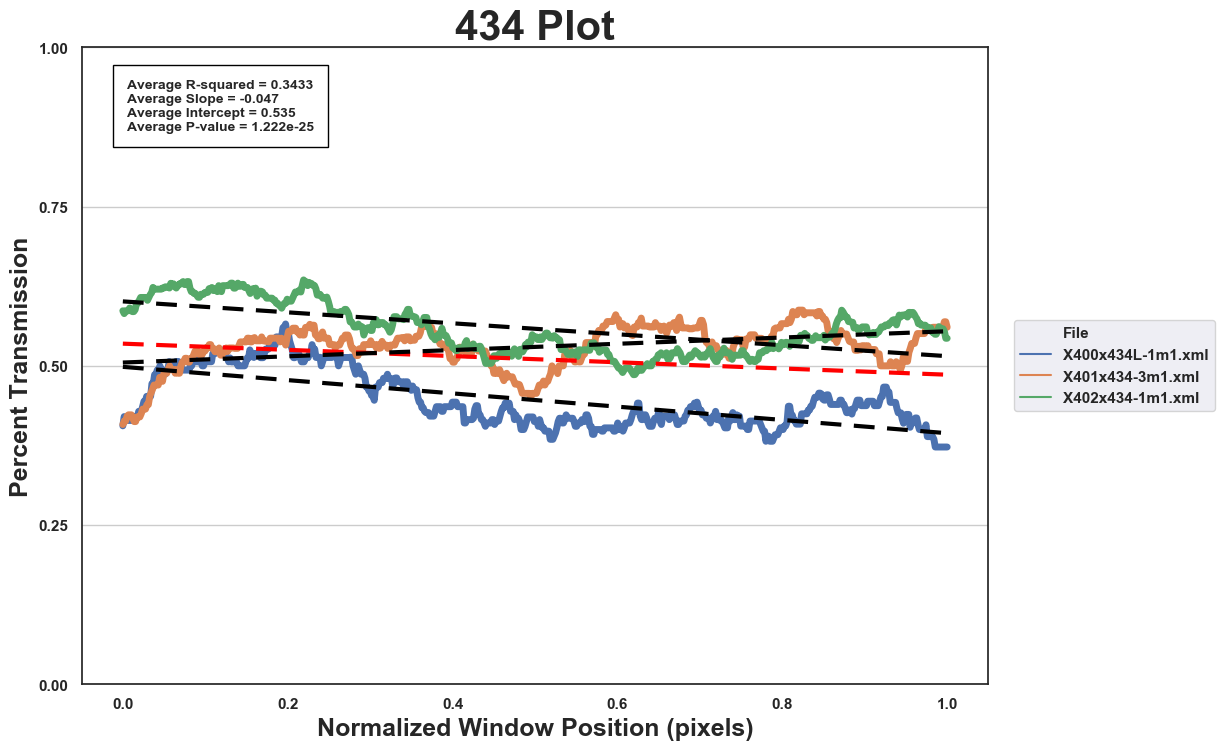 434 Plot
1.00
Average R-squared = 0.3433
Average Slope = -0.047
Average Intercept = 0.535
Average P-value = 1.222e-25
0.75
Percent Transmission
0.50
0.25
0.00
0.0 0.2 0.4 0.6 0.8 1.0
Normalized Window Position (pixels)
File
X400x434L-1m1.xml
X401x434-3m1.xml
X402x434-1m1.xml